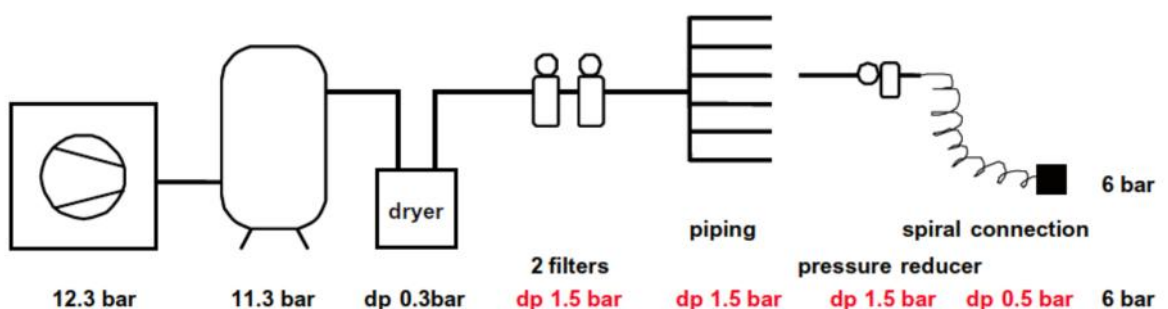 dryer
6 bar
piping
spiral connection
2 filters
pressure reducer
12.3 bar
11.3 bar
dp 0.3bar
dp 1.5 bar
dp 1.5 bar
dp 1.5 bar
dp 0.5 bar
6 bar